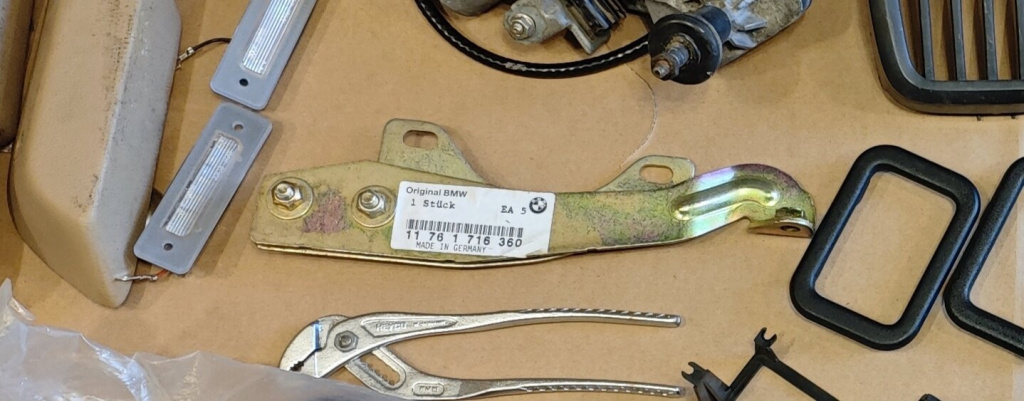 Original BMW
1 Stück EA 5
11 76 1 716 360
MADE IN GERMANY